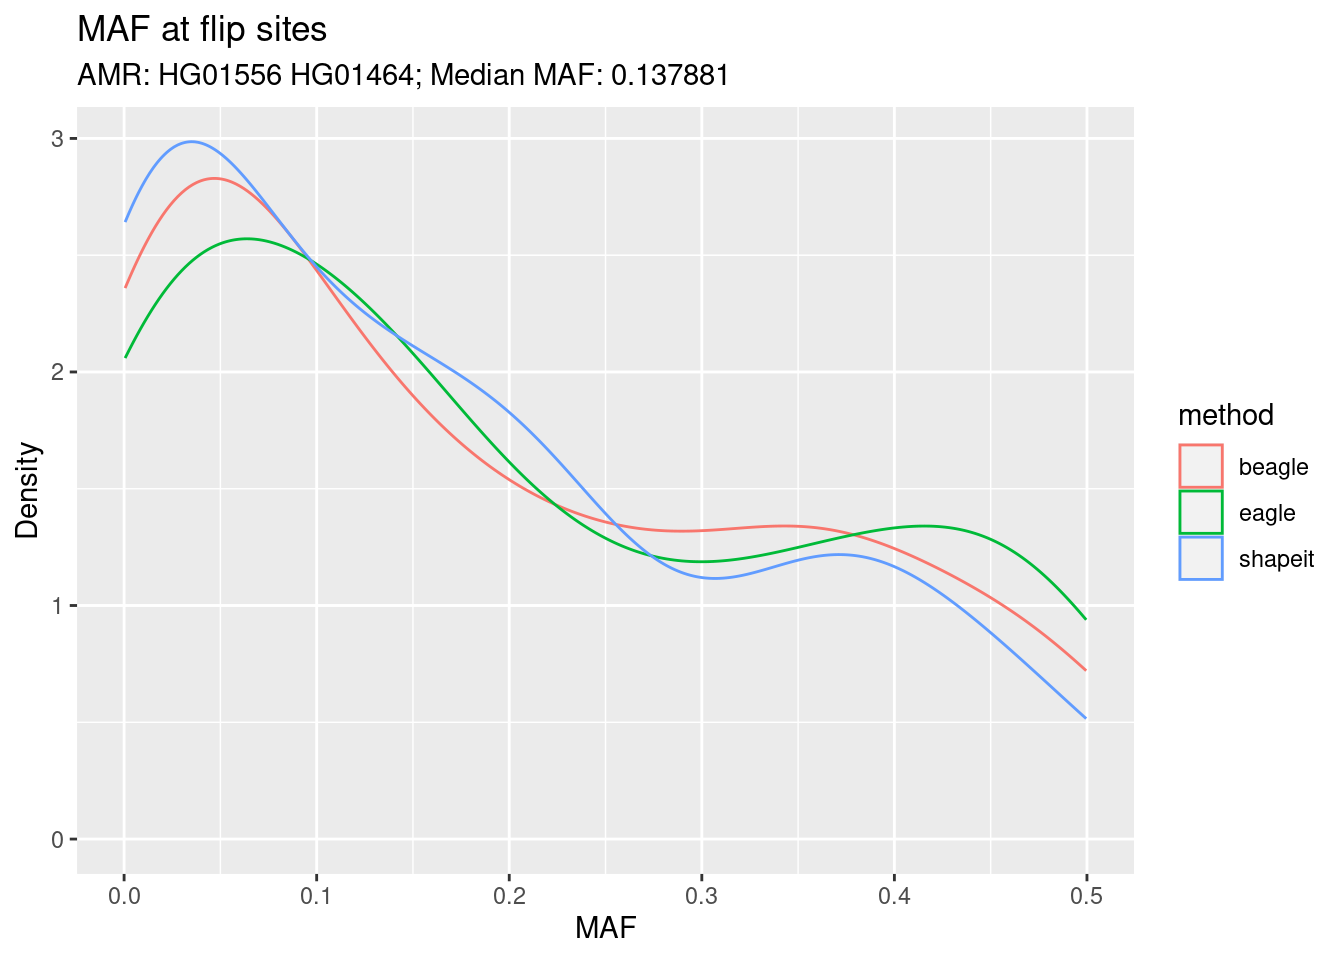 MAF at flip sites
AMR: HG01556 HG01464; Median MAF: 0.137881
3
2
1
0
Density
0.0 0.1 0.2 0.3 0.4 0.5
MAF
method
beagle
eagle
shapeit